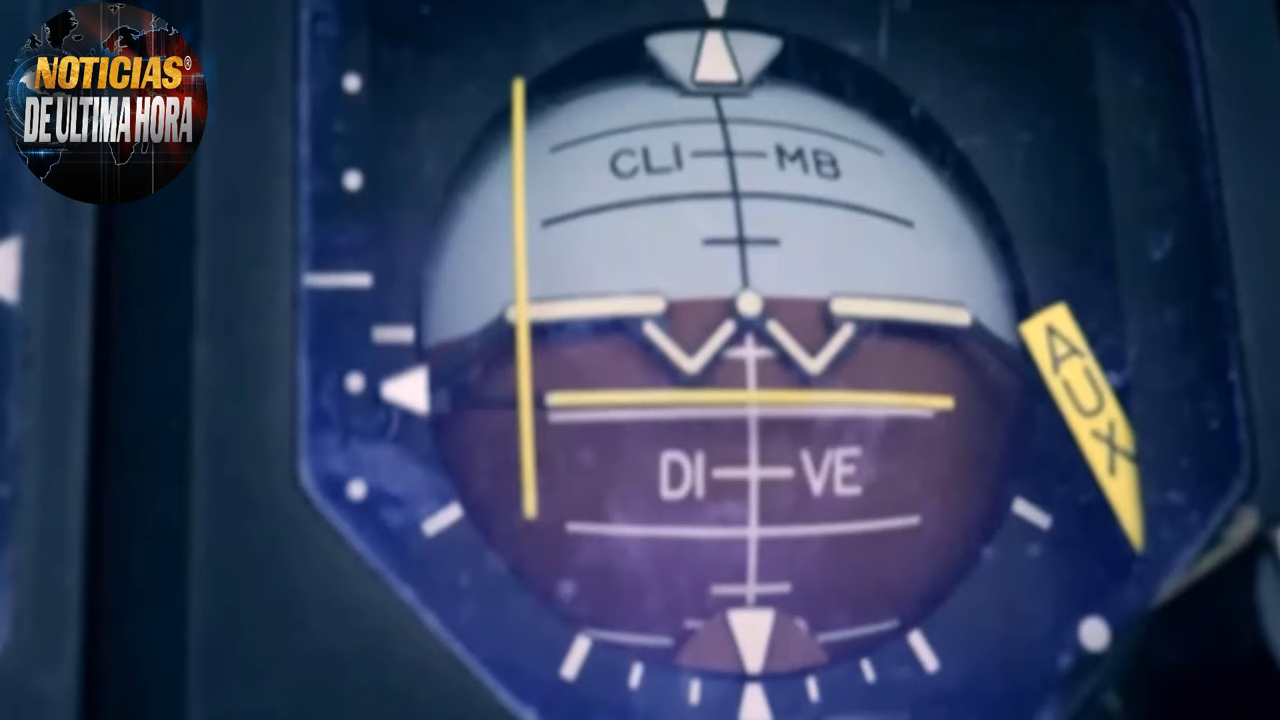 NOTICIAS®
DE ULTIMA HORA
CLI MB
DI VE
AUX